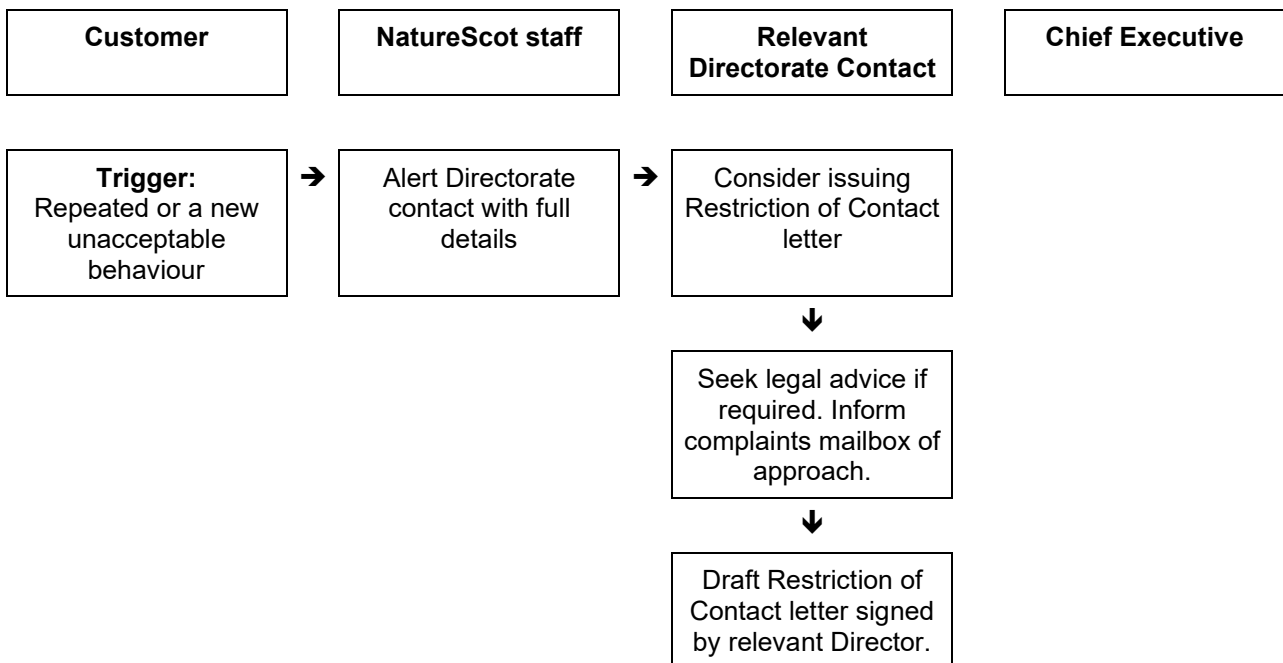 Customer
NatureScot staff
Relevant
Directorate Contact
Chief Executive
Trigger:
Repeated or a new
unacceptable
behaviour
➔
Alert Directorate
contact with full
details
➔
Consider issuing
Restriction of Contact
letter
🡻
Seek legal advice if
required. Inform
complaints mailbox of
approach.
🡻
Draft Restriction of
Contact letter signed
by relevant Director.